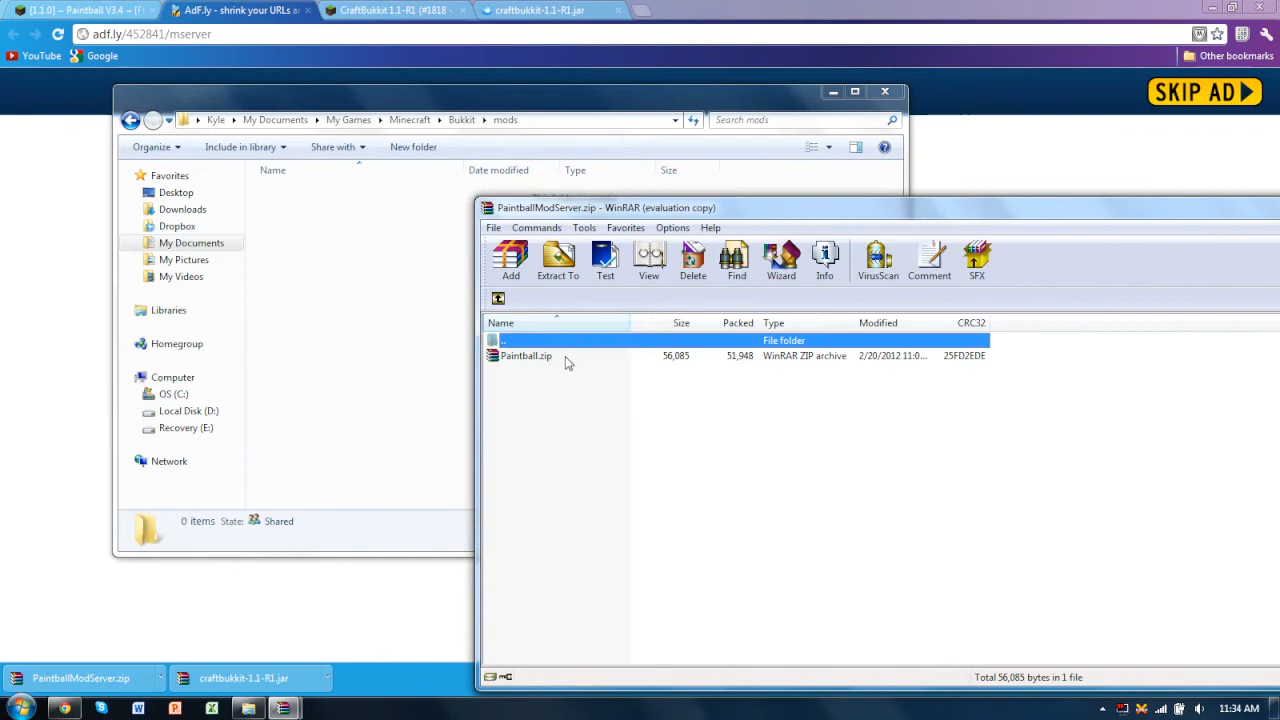 [1.1.0] -- Paintball V3.4 ~ [F
AdF.ly - shrink your URLs a
CraftBukkit 1.1-R1 (#1818
craftbukkit-1.1-R1.jar
adf.ly/452841/mserver
YouTube
Google
Other bookmarks
SKIP AD
Kyle
My Documents
My Games
Minecraft
Bukkit
mods
Search mods
Organize
Include in library
Share with
New folder
Name
Date modified
Type
Size
Favorites
Desktop
Downloads
Dropbox
My Documents
My Pictures
My Videos
Libraries
Homegroup
Computer
OS (C:)
Local Disk (D:)
Recovery (E:)
Network
0 items State: Shared
PaintballModServer.zip - WinRAR (evaluation copy)
File Commands Tools Favorites Options Help
Add Extract To Test View Delete Find Wizard Info VirusScan Comment SFX
Name Size Packed Type Modified CRC32
.. File folder
Paintball.zip 56,085 51,948 WinRAR ZIP archive 2/20/2012 11:0... 25FD2EDE
Total 56,085 bytes in 1 file
PaintballModServer.zip
craftbukkit-1.1-R1.jar
11:34 AM